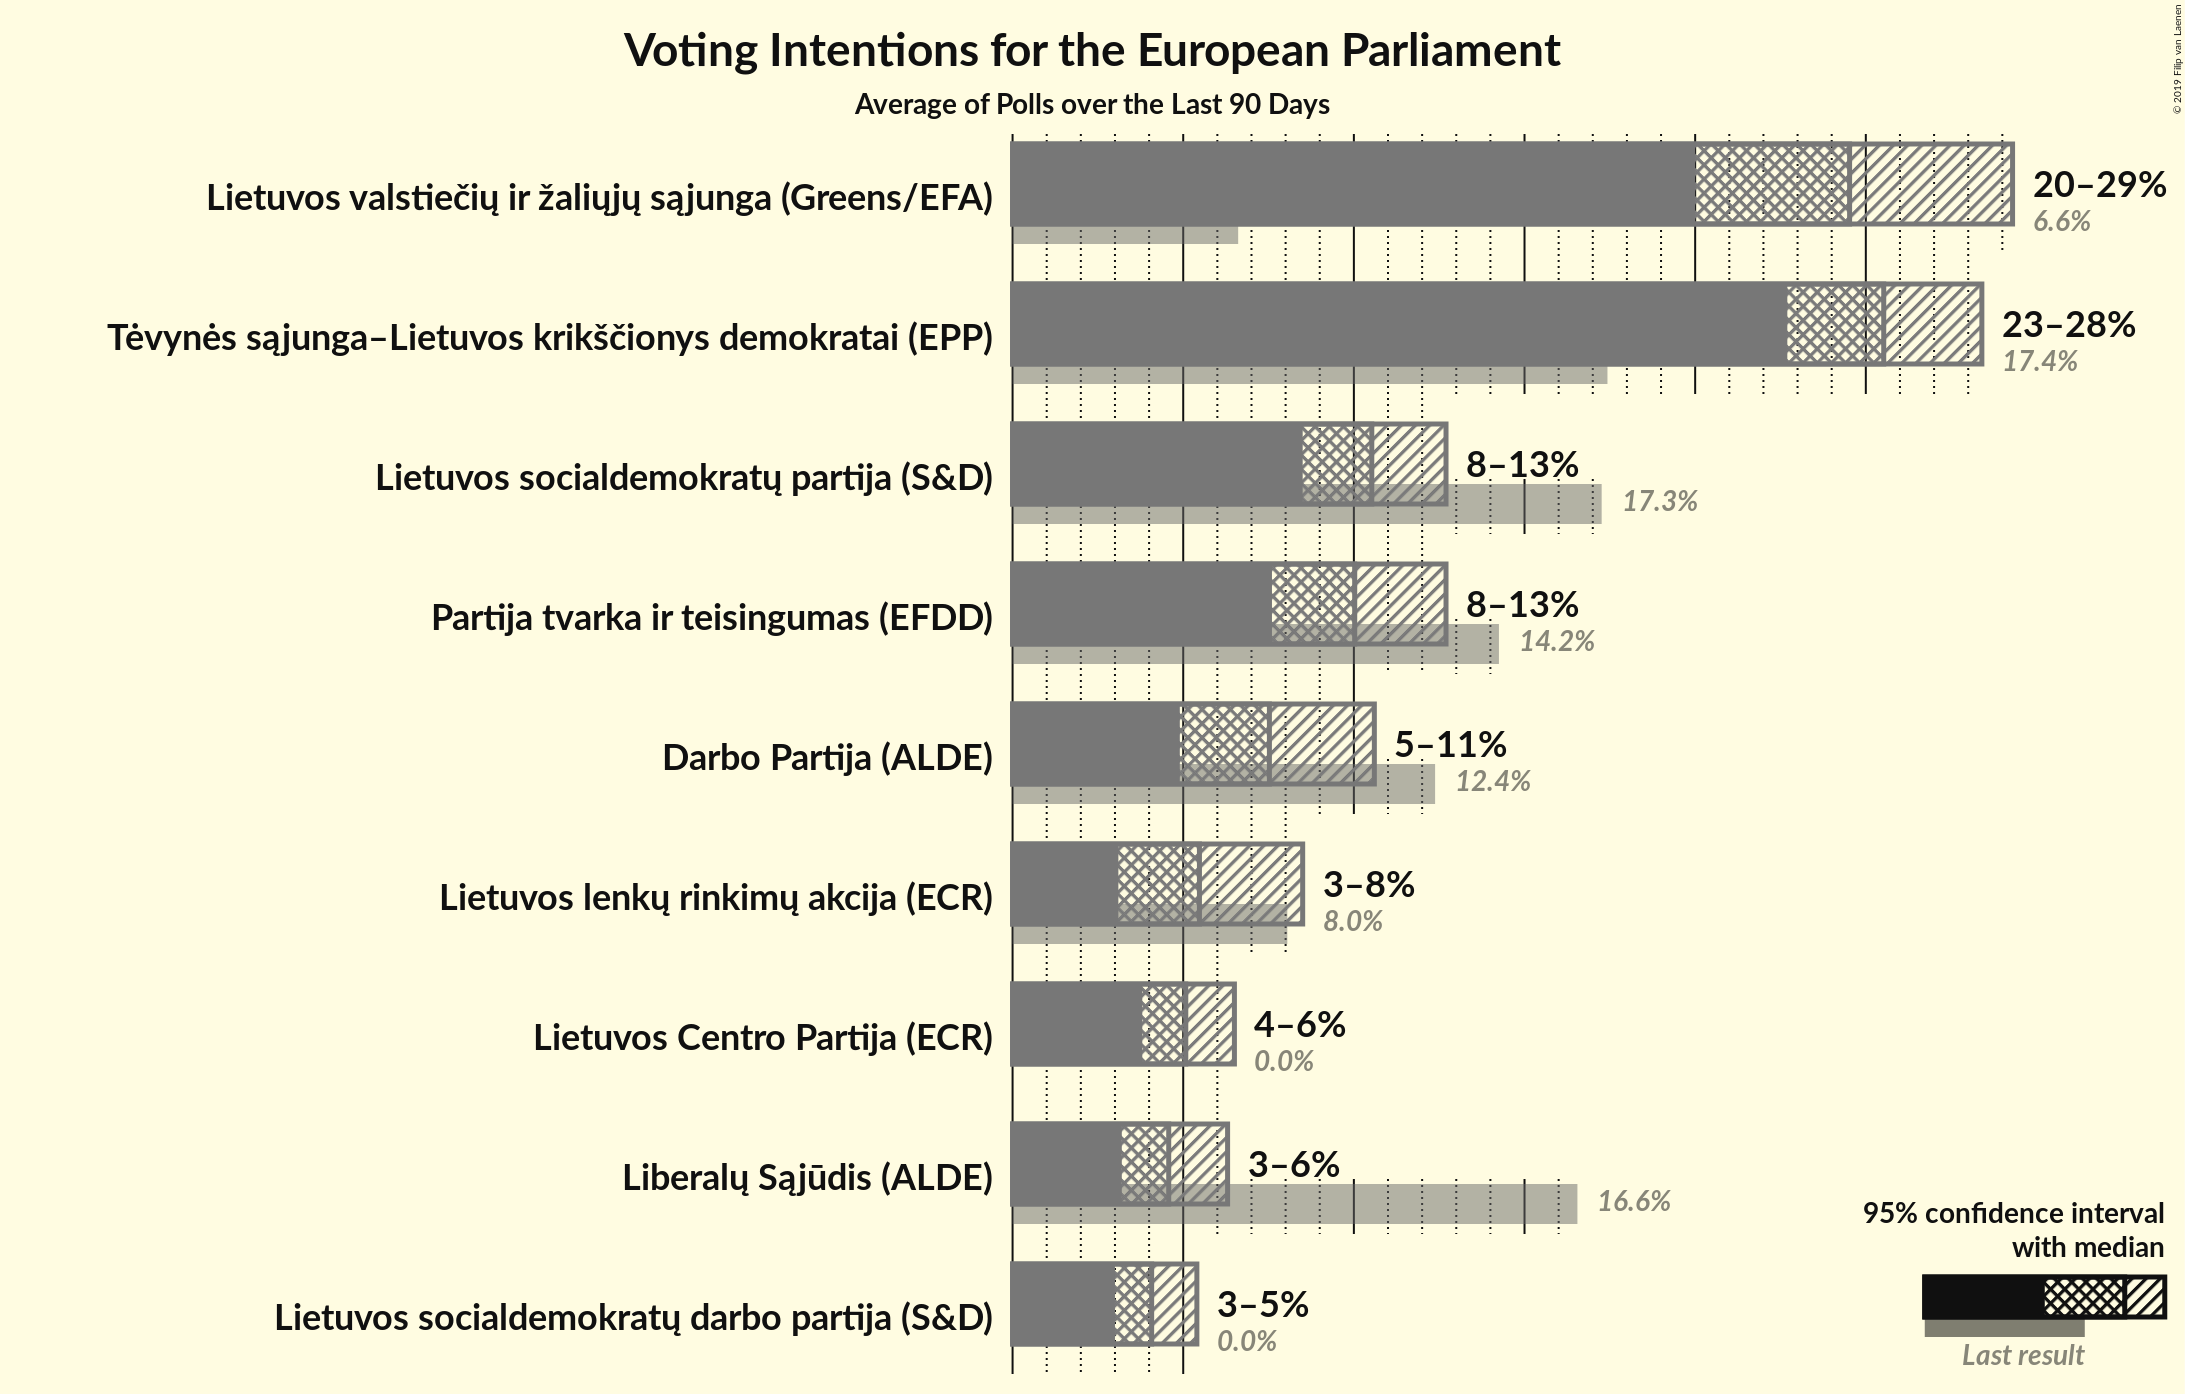 © 2019 Filip van Laenen
Voting Intentions for the European Parliament
Average of Polls over the Last 90 Days
Lietuvos valstiečių ir žaliųjų sąjunga (Greens/EFA)
20–29%
6.6%
Tėvynės sąjunga–Lietuvos krikščionys demokratai (EPP)
23–28%
17.4%
Lietuvos socialdemokratų partija (S&D)
8–13%
17.3%
Partija tvarka ir teisingumas (EFDD)
8–13%
14.2%
Darbo Partija (ALDE)
5–11%
12.4%
Lietuvos lenkų rinkimų akcija (ECR)
3–8%
8.0%
Lietuvos Centro Partija (ECR)
4–6%
0.0%
Liberalų Sąjūdis (ALDE)
3–6%
16.6%
Lietuvos socialdemokratų darbo partija (S&D)
3–5%
0.0%
95% confidence interval
with median
Last result